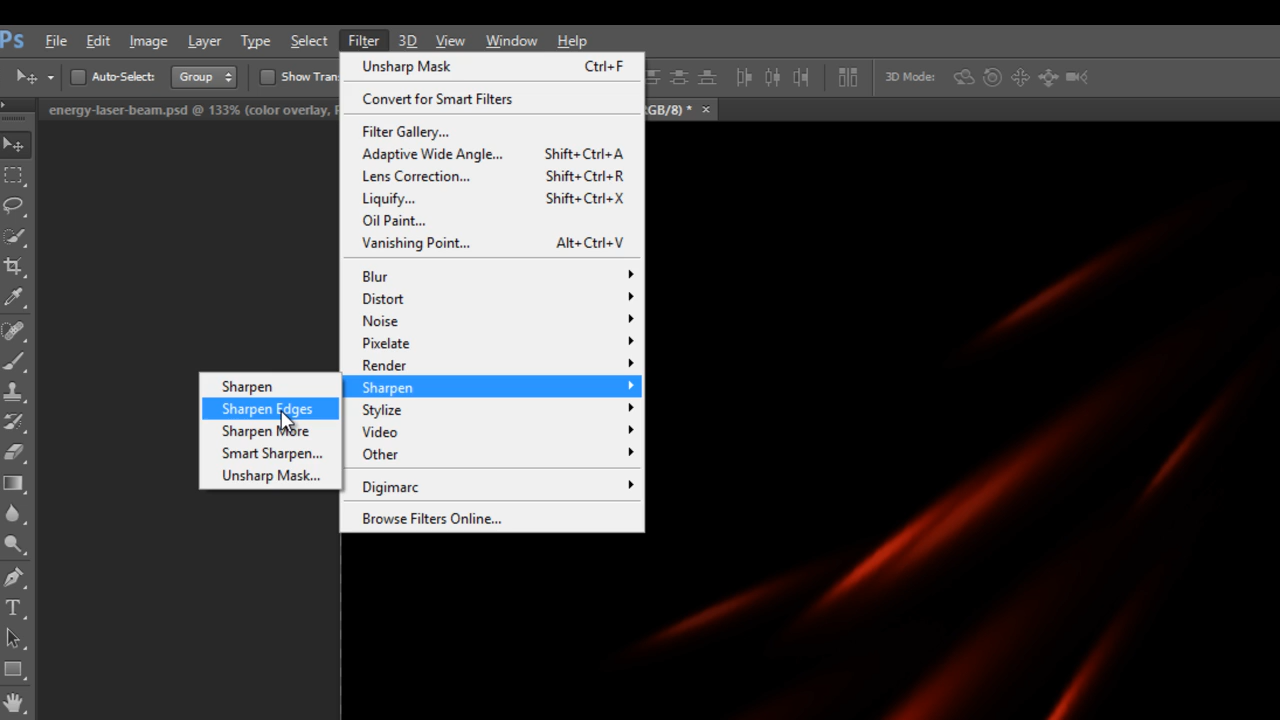 Ps File Edit Image Layer Type Select Filter 3D View Window Help
Auto-Select: Group Show Tran 3D Mode:
energy-laser-beam.psd @ 133% (color overlay, GB/8) * ×
Unsharp Mask Ctrl+F
Convert for Smart Filters
Filter Gallery...
Adaptive Wide Angle... Shift+Ctrl+A
Lens Correction... Shift+Ctrl+R
Liquify... Shift+Ctrl+X
Oil Paint...
Vanishing Point... Alt+Ctrl+V
Blur
Distort
Noise
Pixelate
Render
Sharpen
Stylize
Video
Other
Digimarc
Browse Filters Online...
Sharpen
Sharpen Edges
Sharpen More
Smart Sharpen...
Unsharp Mask...
T